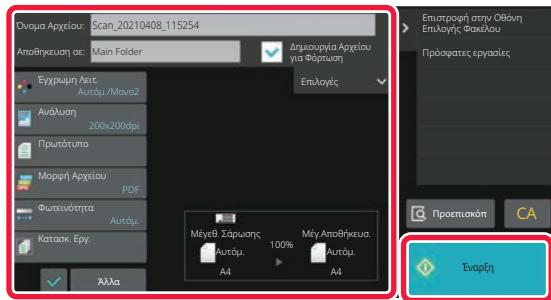 Όνομα Αρχείου: Scan_20210408_115254
Αποθηκευση σε: Main Folder
Δημιουργία Αρχείου
για Φόρτωση
Επιλογές
Έγχρωμη Λειτ.
Αυτόμ./Μονο2
Ανάλυση
200x200dpi
Πρωτότυπο
Μορφή Αρχείου
PDF
Φωτεινότητα
Αυτόμ.
Κατασκ. Εργ.
Άλλα
Μέγεθ. Σάρωσης
100%
Μέγ.Αποθήκευσ.
Αυτόμ.
Αυτόμ.
A4
A4
Επιστροφή στην Οθόνη
Επιλογής Φακέλου
Πρόσφατες εργασίες
Προεπισκόπ
CA
Έναρξη